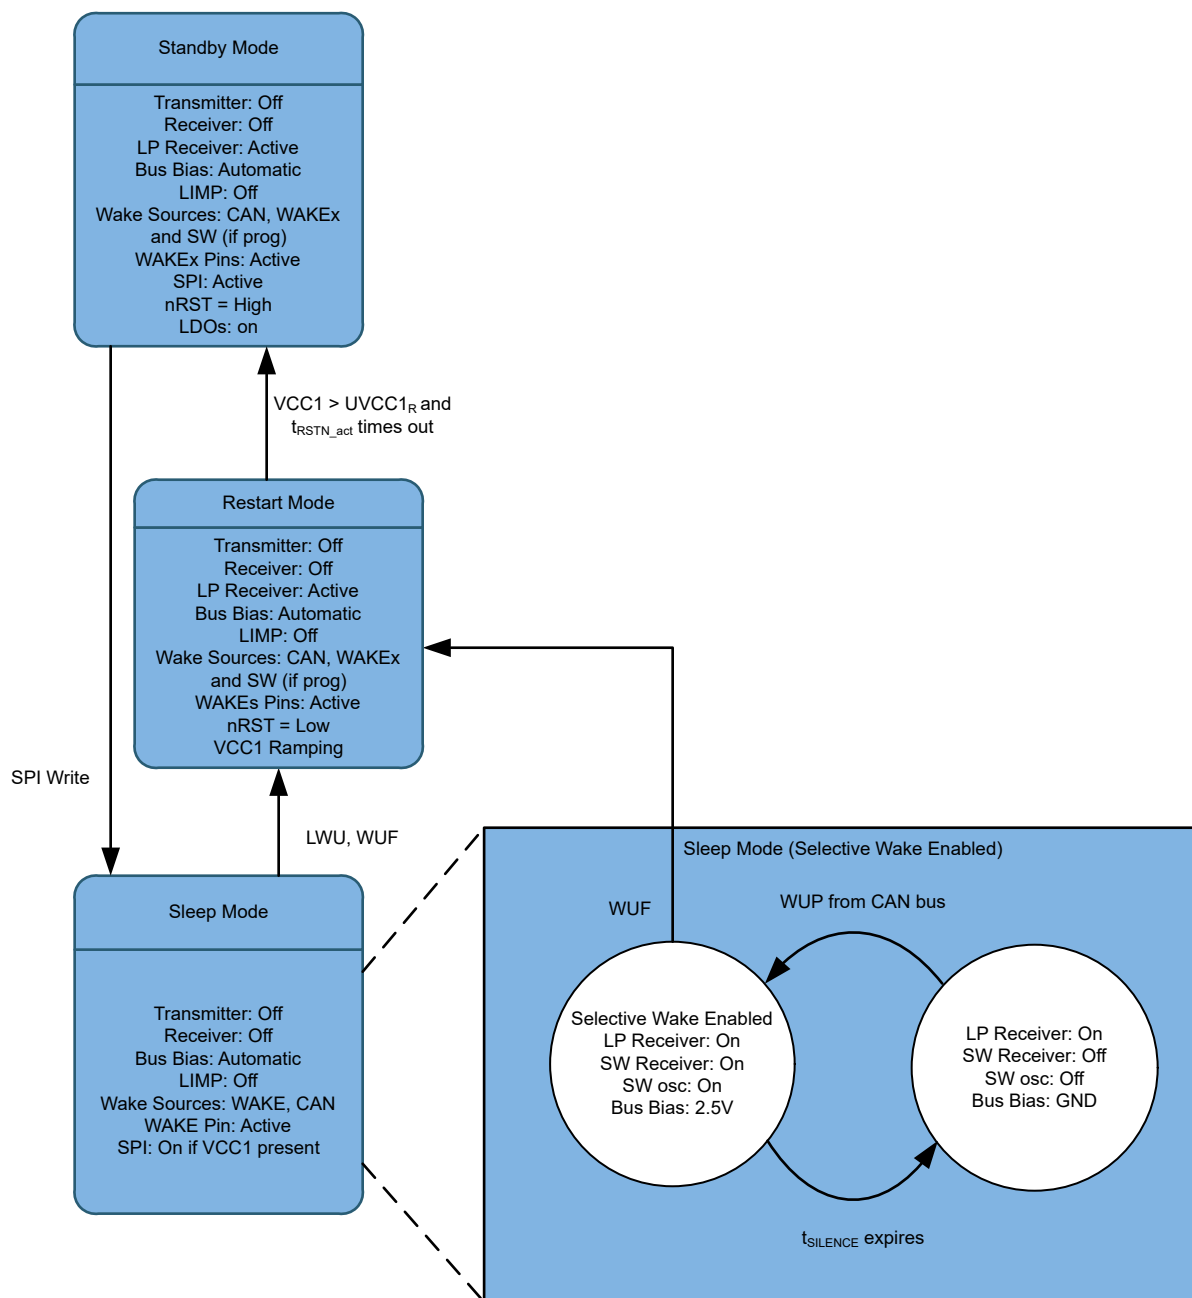 Standby Mode
Transmitter: Off
Receiver: Off
LP Receiver: Active
Bus Bias: Automatic
LIMP: Off
Wake Sources: CAN, WAKEx
and SW (if prog)
WAKEx Pins: Active
SPI: Active
nRST = High
LDOs: on
VCC1 > UVCC1R and
tRSTN_act times out
Restart Mode
Transmitter: Off
Receiver: Off
LP Receiver: Active
Bus Bias: Automatic
LIMP: Off
Wake Sources: CAN, WAKEx
and SW (if prog)
WAKEs Pins: Active
nRST = Low
VCC1 Ramping
SPI Write
LWU, WUF
Sleep Mode
Transmitter: Off
Receiver: Off
Bus Bias: Automatic
LIMP: Off
Wake Sources: WAKE, CAN
WAKE Pin: Active
SPI: On if VCC1 present
Sleep Mode (Selective Wake Enabled)
WUF
WUP from CAN bus
Selective Wake Enabled
LP Receiver: On
SW Receiver: On
SW osc: On
Bus Bias: 2.5V
LP Receiver: On
SW Receiver: Off
SW osc: Off
Bus Bias: GND
tSILENCE expires